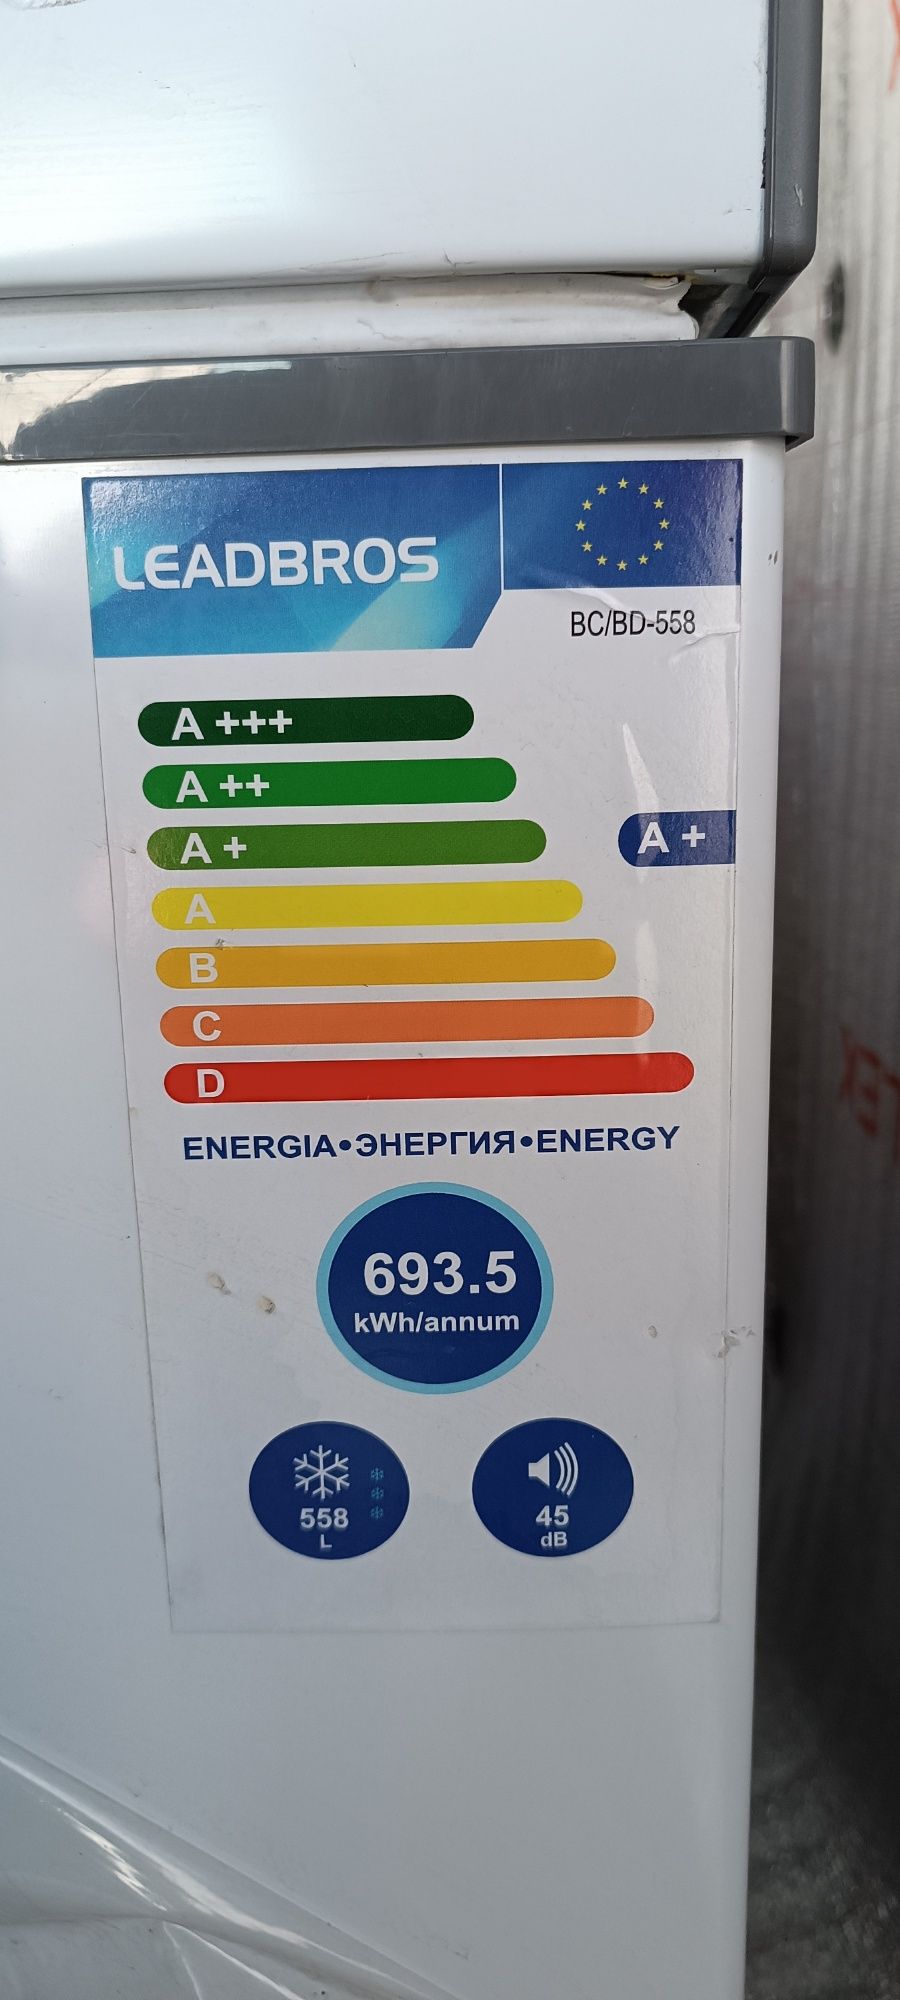 LEADBROS
BC/BD-558
A +++
A ++
A +
A +
A
B
C
D
ENERGIA•ЭНЕРГИЯ•ENERGY
693.5
kWh/annum
558
L
45
dB